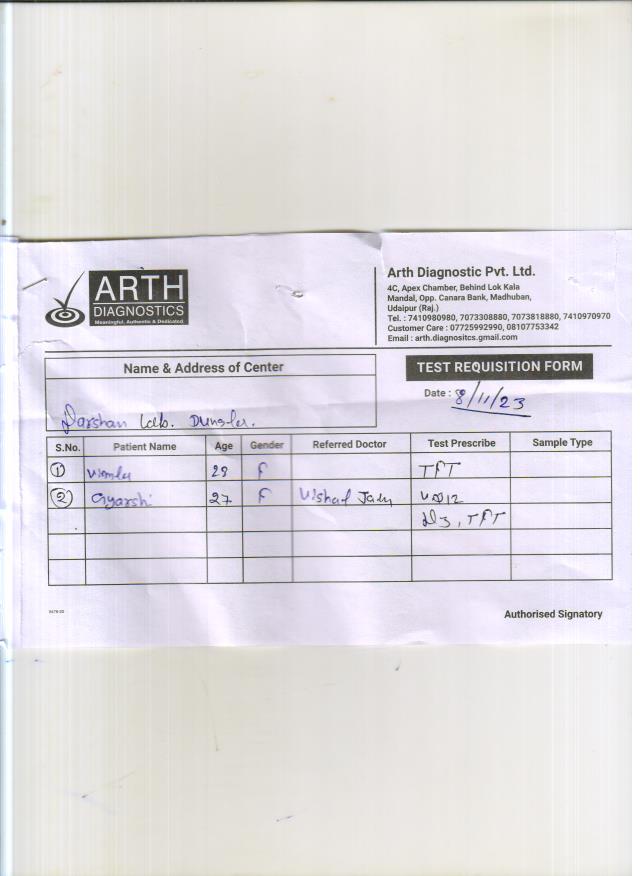 ARTH
DIAGNOSTICS
Meaningful, Authentic & Dedicated.
Arth Diagnostic Pvt. Ltd.
4C, Apex Chamber, Behind Lok Kala
Mandal, Opp. Canara Bank, Madhuban,
Udaipur (Raj.)
Tel. : 7410980980, 7073308880, 7073818880, 7410970970
Customer Care : 07725992990, 08107753342
Email : arth.diagnositcs.gmail.com
Name & Address of Center
TEST REQUISITION FORM
Date : 8/11/23
Darshan Lab.
S.No. Patient Name Age Gender Referred Doctor Test Prescribe Sample Type
1 28 F TFT
2 Gyarshi 27 F Vishal Jain
D3, TFT
Authorised Signatory